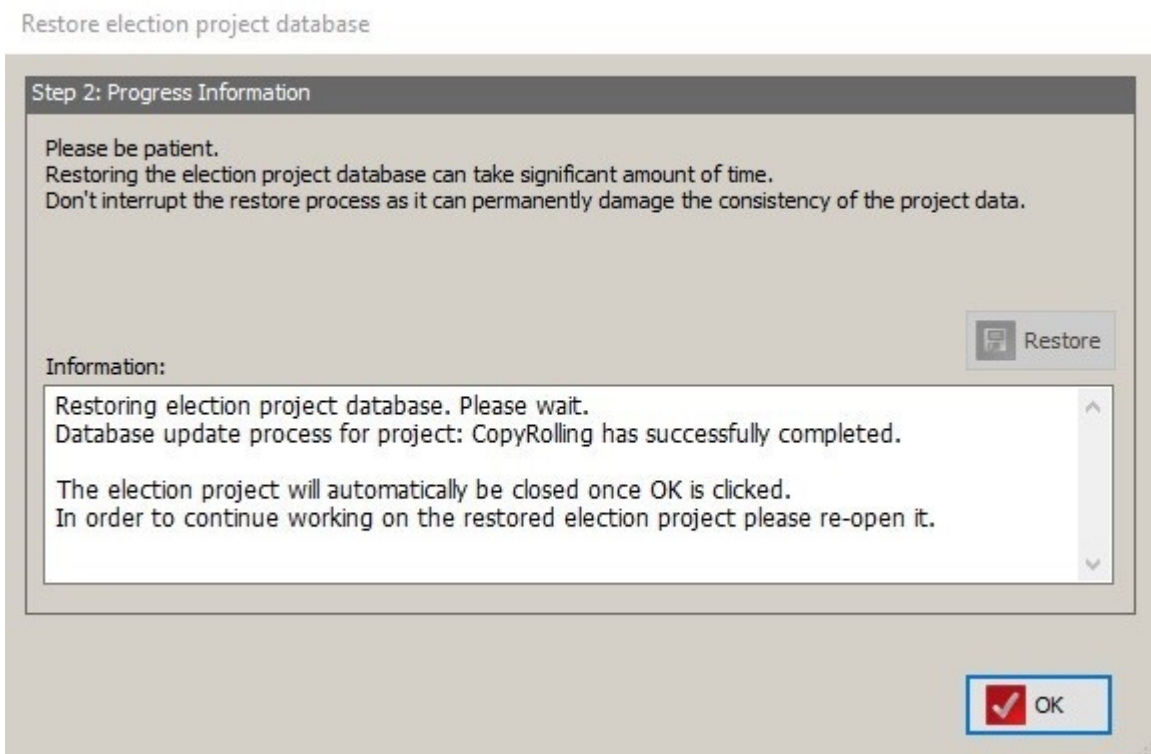 Restore election project database
Step 2: Progress Information
Please be patient.
Restoring the election project database can take significant amount of time.
Don't interrupt the restore process as it can permanently damage the consistency of the project data.
Restore
Information:
Restoring election project database. Please wait.
Database update process for project: CopyRolling has successfully completed.
The election project will automatically be closed once OK is clicked.
In order to continue working on the restored election project please re-open it.
OK